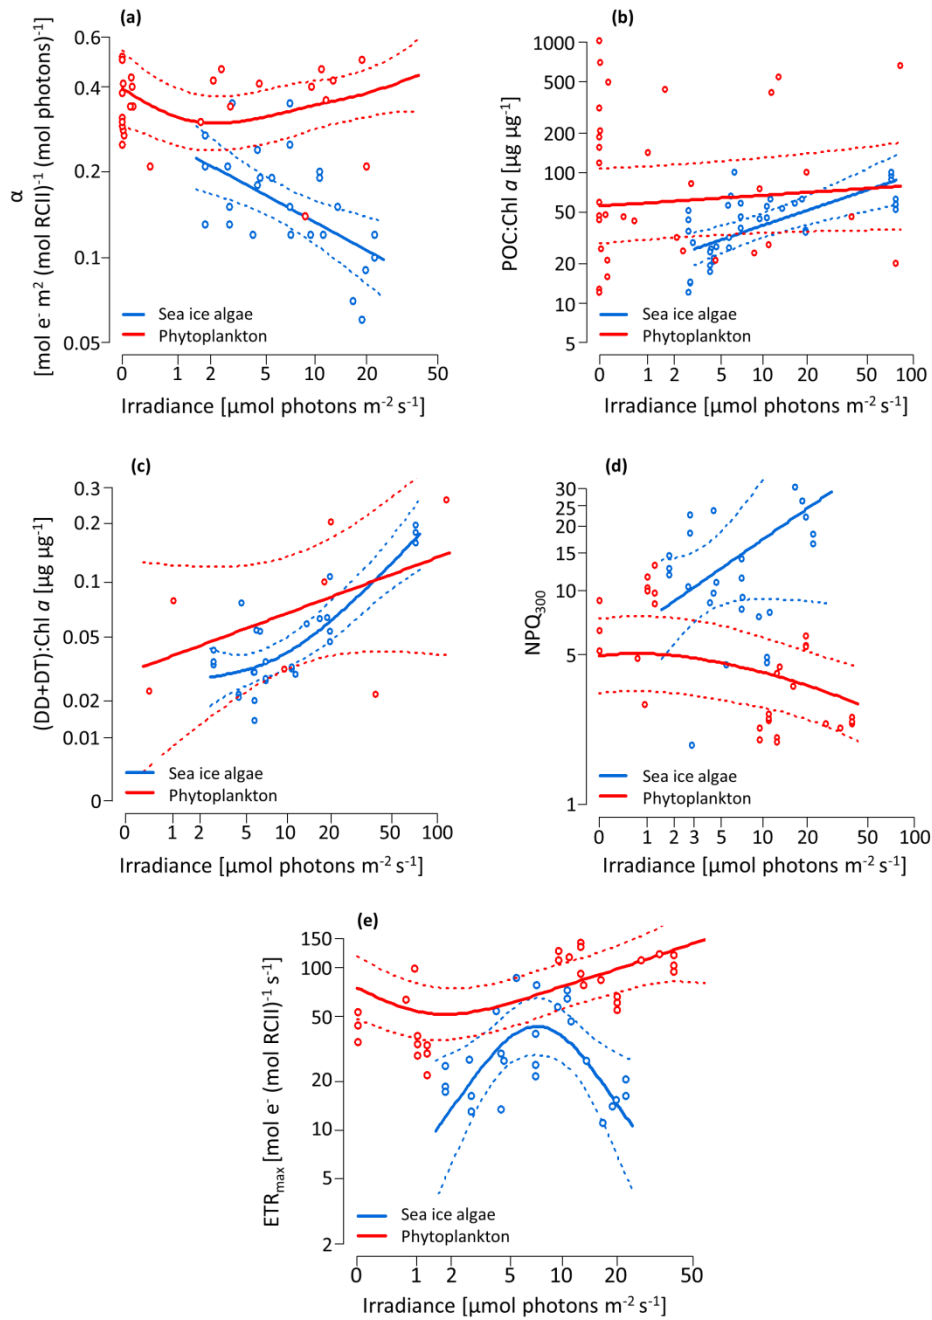 (a)
α
[mol e⁻ m² (mol RCII)⁻¹ (mol photons)⁻¹
0.6
0.4
0.2
0.1
0.05
Sea ice algae
Phytoplankton
0 1 2 5 10 20 50
Irradiance [µmol photons m⁻² s⁻¹]
(b)
POC:Chl a [µg µg⁻¹]
1000
500
100
50
20
10
5
Sea ice algae
Phytoplankton
0 1 2 5 10 20 50 100
Irradiance [µmol photons m⁻² s⁻¹]
(c)
(DD+DT):Chl a [µg µg⁻¹]
0.3
0.2
0.1
0.05
0.02
0.01
0
Sea ice algae
Phytoplankton
0 1 2 5 10 20 50 100
Irradiance [µmol photons m⁻² s⁻¹]
(d)
NPQ₃₀₀
30
25
20
15
10
5
1
Sea ice algae
Phytoplankton
0 1 2 3 5 10 20 50 100
Irradiance [µmol photons m⁻² s⁻¹]
(e)
ETRmax [mol e⁻ (mol RCII)⁻¹ s⁻¹]
150
100
50
20
10
5
2
Sea ice algae
Phytoplankton
0 1 2 5 10 20 50
Irradiance [µmol photons m⁻² s⁻¹]